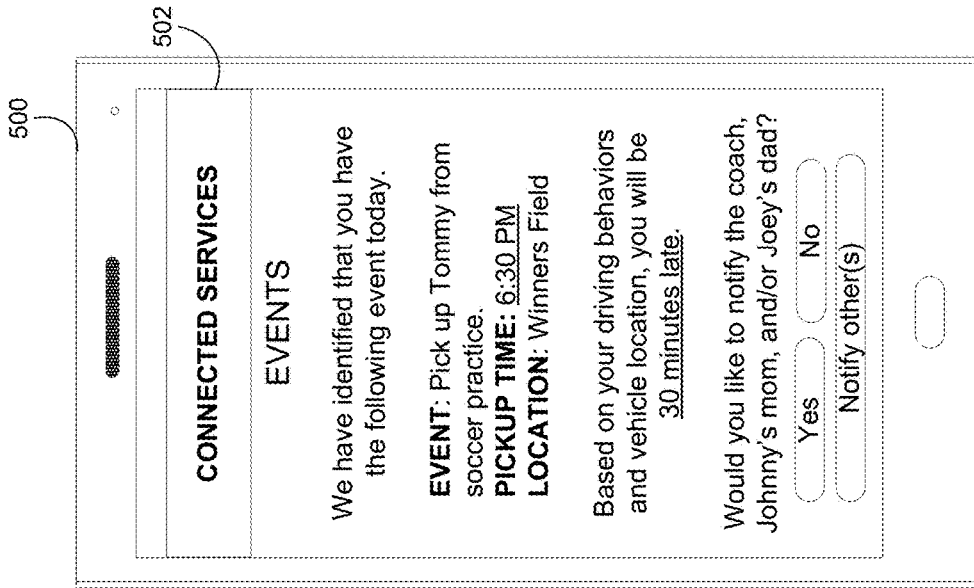 500
502
CONNECTED SERVICES
EVENTS
We have identified that you have
the following event today.
EVENT: Pick up Tommy from
soccer practice.
PICKUP TIME: 6:30 PM
LOCATION: Winners Field
Based on your driving behaviors
and vehicle location, you will be
30 minutes late.
Would you like to notify the coach,
Johnny's mom, and/or Joey's dad?
Yes No
Notify other(s)